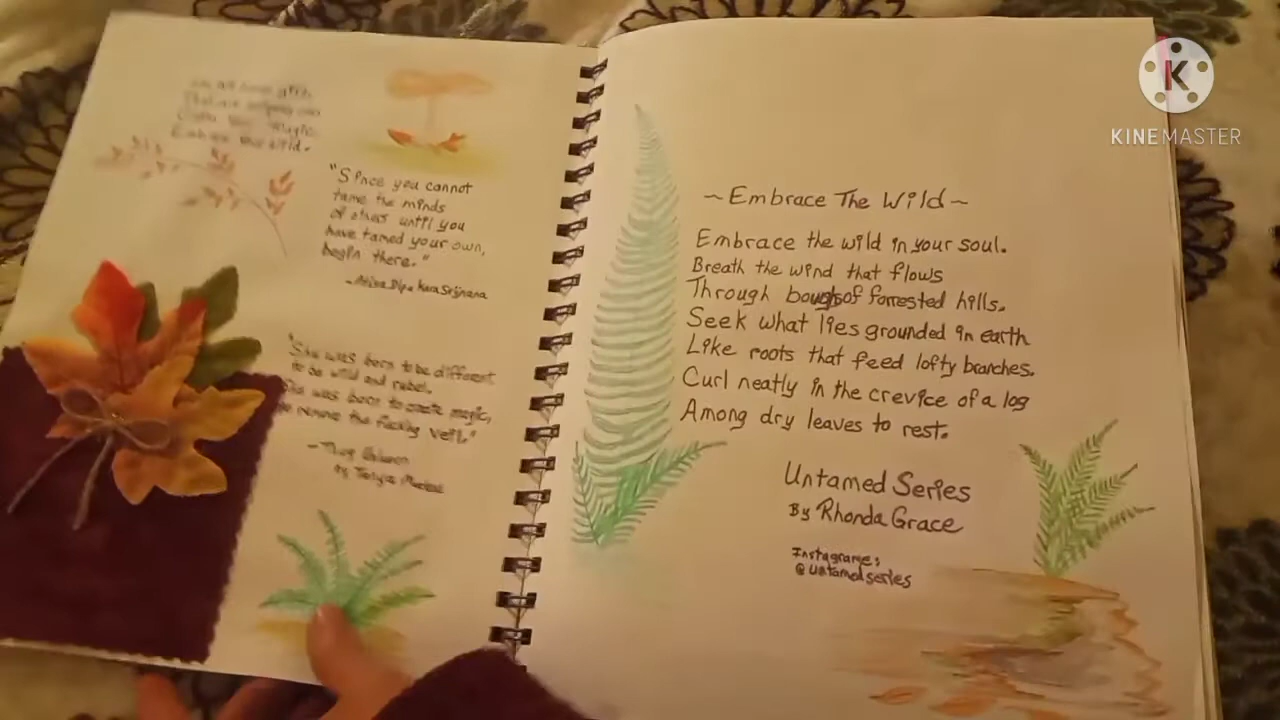 "Since you cannot
tame the minds
of others until you
have tamed your own,
begin there."
"She was born to be different
to be wild and rebel.
She was born to create magic,
to remove the fucking veil."
~Embrace The Wild~
Embrace the wild in your soul.
Breath the wind that flows
Through boughs of forrested hills.
Seek what lies grounded in earth
Like roots that feed lofty branches.
Curl neatly in the crevice of a log
Among dry leaves to rest.
Untamed Series
By Rhonda Grace
Instagram:
@untamedseries
KINEMASTER